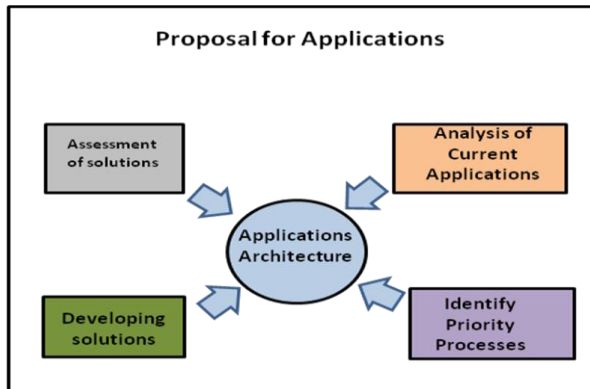 Proposal for Applications
Assessment
of solutions
Analysis of
Current
Applications
Applications
Architecture
Developing
solutions
Identify
Priority
Processes